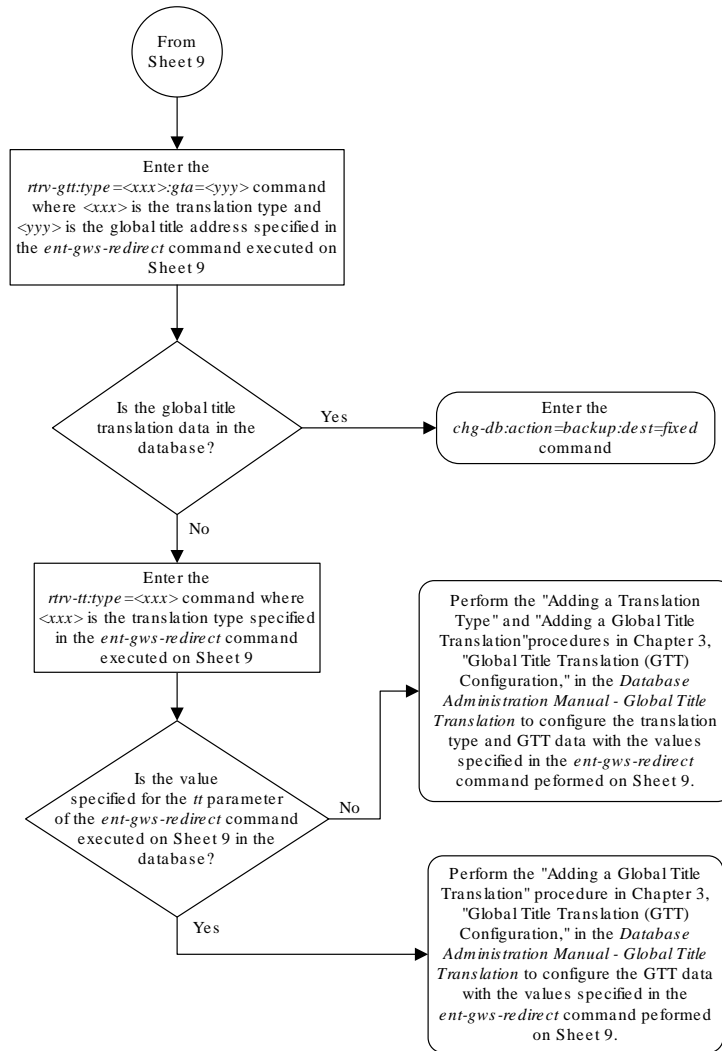 From
Sheet 9
Enter the
rtrv-gtt:type=<xxx>:gta=<yyy> command
where <xxx> is the translation type and
<yyy> is the global title address specified in
the ent-gws-redirect command executed on
Sheet 9
Is the global title
translation data in the
database?
Yes
Enter the
chg-db:action=backup:dest=fixed
command
No
Enter the
rtrv-tt:type=<xxx> command where
<xxx> is the translation type specified
in the ent-gws-redirect command
executed on Sheet 9
Is the value
specified for the tt parameter
of the ent-gws-redirect command
executed on Sheet 9 in the
database?
No
Perform the "Adding a Translation
Type" and "Adding a Global Title
Translation"procedures in Chapter 3,
"Global Title Translation (GTT)
Configuration," in the Database
Administration Manual - Global Title
Translation to configure the translation
type and GTT data with the values
specified in the ent-gws-redirect
command peformed on Sheet 9.
Yes
Perform the "Adding a Global Title
Translation" procedure in Chapter 3,
"Global Title Translation (GTT)
Configuration," in the Database
Administration Manual - Global Title
Translation to configure the GTT data
with the values specified in the
ent-gws-redirect command peformed
on Sheet 9.